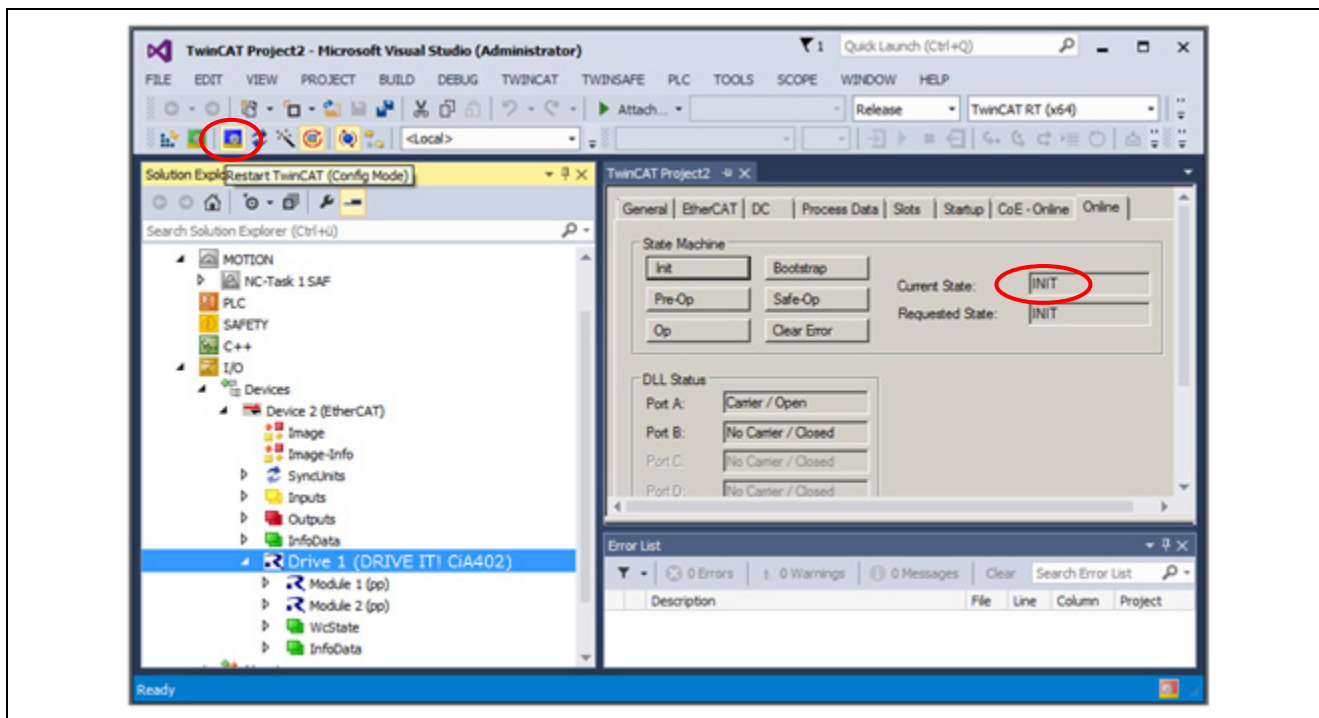 TwinCAT Project2 - Microsoft Visual Studio (Administrator)
1
Quick Launch (Ctrl+Q)
FILE EDIT VIEW PROJECT BUILD DEBUG TWINCAT TWINSAFE PLC TOOLS SCOPE WINDOW HELP
Attach...
Release
TwinCAT RT (x64)
<Local>
Solution Explo
Restart TwinCAT (Config Mode)
Search Solution Explorer (Ctrl+ü)
MOTION
NC-Task 1 SAF
PLC
SAFETY
C++
I/O
Devices
Device 2 (EtherCAT)
Image
Image-Info
SyncUnits
Inputs
Outputs
InfoData
Drive 1 (DRIVE IT! CiA402)
Module 1 (pp)
Module 2 (pp)
WcState
InfoData
TwinCAT Project2
General EtherCAT DC Process Data Slots Startup CoE - Online Online
State Machine
Init Bootstrap
Pre-Op Safe-Op
Op Clear Error
Current State: INIT
Requested State: INIT
DLL Status
Port A: Carrier / Open
Port B: No Carrier / Closed
Port C: No Carrier / Closed
Port D: No Carrier / Closed
Error List
0 Errors 0 Warnings 0 Messages Clear Search Error List
Description File Line Column Project
Ready